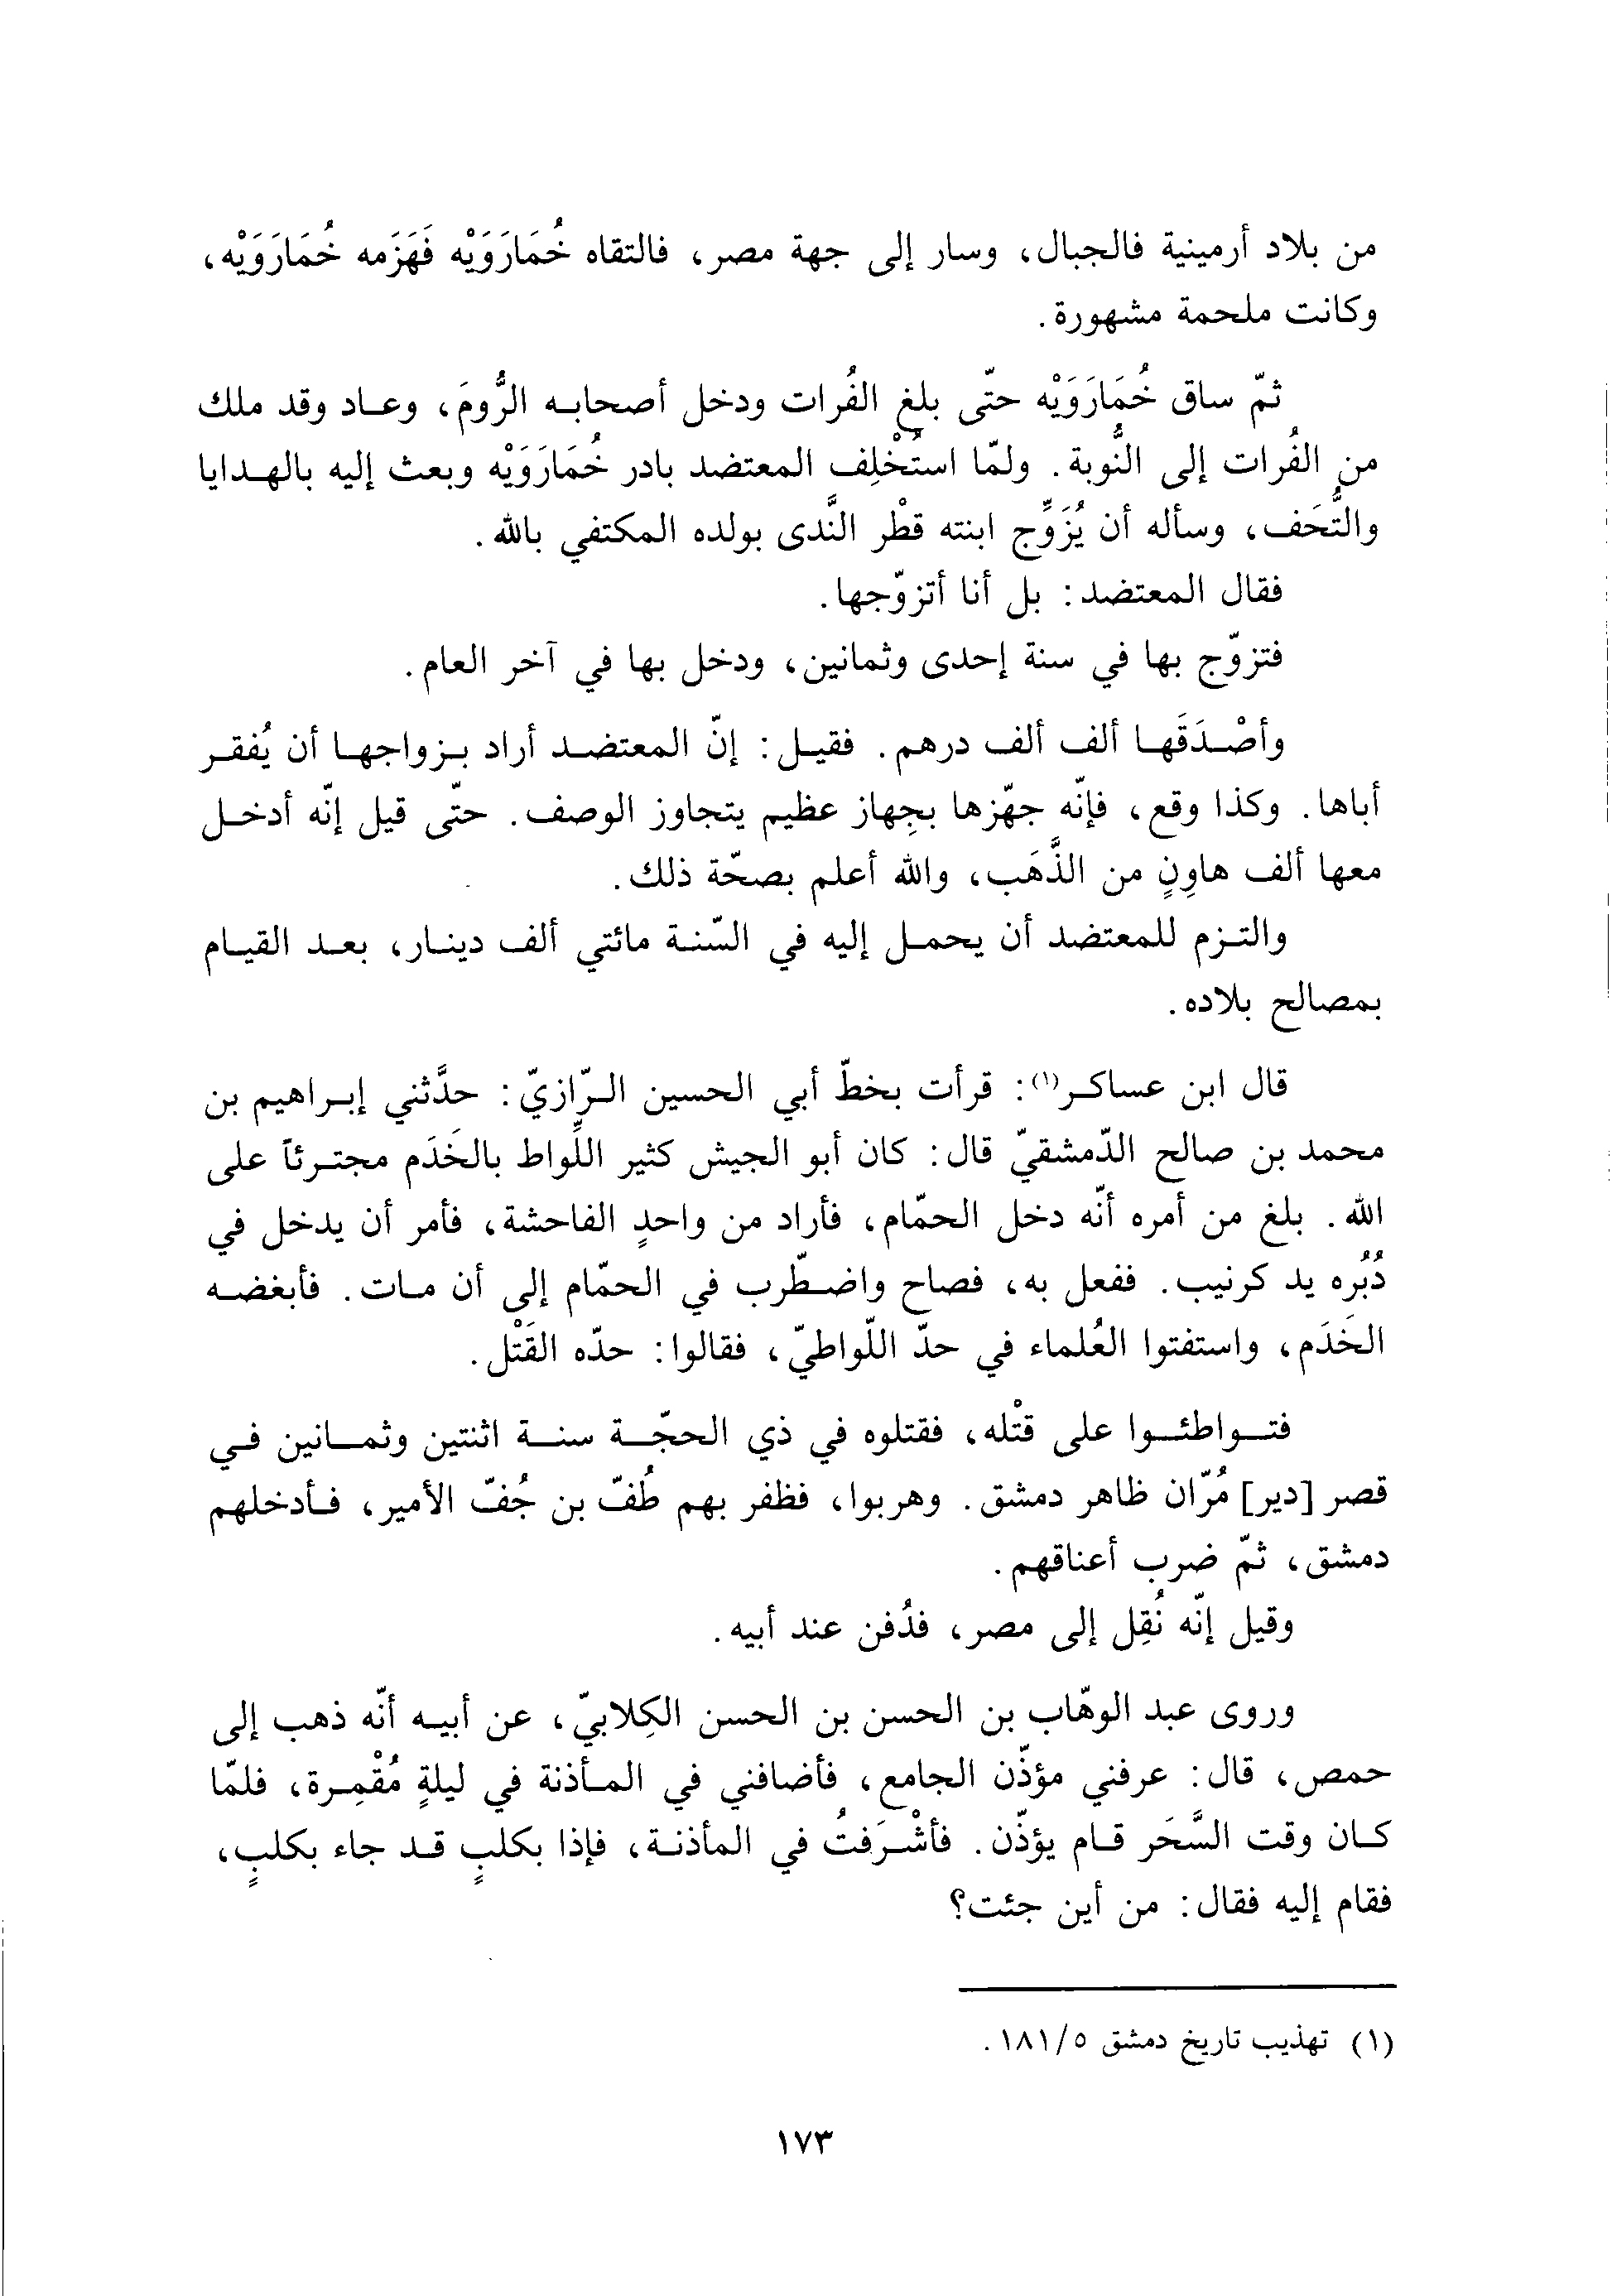 من بلاد أرمينية فالجبال، وسار إلى جهة مصر، فالتقاه خُمَارَوَيْه فَهَزَمه خُمَارَوَيْه،
وكانت ملحمة مشهورة.
ثمّ ساق خُمَارَوَيْه حتّى بلغ الفُرات ودخل أصحابه الرُّومَ، وعاد وقد ملك
من الفُرات إلى النُّوبة. ولمّا استُخْلِف المعتضد بادر خُمَارَوَيْه وبعث إليه بالهدايا
والتُّحَف، وسأله أن يُزَوِّج ابنته قطْر النَّدى بولده المكتفي بالله.
فقال المعتضد: بل أنا أتزوّجها.
فتزوّج بها في سنة إحدى وثمانين، ودخل بها في آخر العام.
وأصْدَقَها ألف ألف درهم. فقيل: إنّ المعتضد أراد بزواجها أن يُفقر
أباها. وكذا وقع، فإنّه جهّزها بجِهاز عظيم يتجاوز الوصف. حتّى قيل إنّه أدخل
معها ألف هاوِنٍ من الذَّهَب، والله أعلم بصحّة ذلك.
والتزم للمعتضد أن يحمل إليه في السّنة مائتي ألف دينار، بعد القيام
بمصالح بلاده.
قال ابن عساكر(١): قرأت بخطّ أبي الحسين الرّازيّ: حدَّثني إبراهيم بن
محمد بن صالح الدّمشقيّ قال: كان أبو الجيش كثير اللِّواط بالخَدَم مجترئاً على
الله. بلغ من أمره أنّه دخل الحمّام، فأراد من واحدٍ الفاحشة، فأمر أن يدخل في
دُبُره يد كرنيب. ففعل به، فصاح واضطّرب في الحمّام إلى أن مات. فأبغضه
الخَدَم، واستفتوا العُلماء في حدّ اللّواطيّ، فقالوا: حدّه القَتْل.
فتواطئوا على قتْله، فقتلوه في ذي الحجّة سنة اثنتين وثمانين في
قصر [دير] مُرّان ظاهر دمشق. وهربوا، فظفر بهم طُفّ بن جُفّ الأمير، فأدخلهم
دمشق، ثمّ ضرب أعناقهم.
وقيل إنّه نُقِل إلى مصر، فدُفن عند أبيه.
وروى عبد الوهّاب بن الحسن بن الحسن الكِلابيّ، عن أبيه أنّه ذهب إلى
حمص، قال: عرفني مؤذّن الجامع، فأضافني في المأذنة في ليلةٍ مُقْمِرة، فلمّا
كان وقت السَّحَر قام يؤذّن. فأشْرَفتُ في المأذنة، فإذا بكلبٍ قد جاء بكلبٍ،
فقام إليه فقال: من أين جئت؟
(١) تهذيب تاريخ دمشق ١٨١/٥.
١٧٣